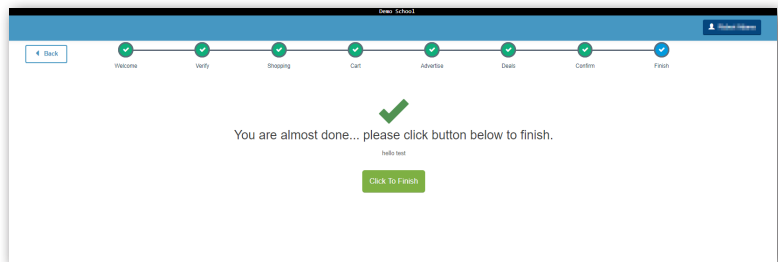 Demo School
Back
Welcome
Verify
Shopping
Cart
Advertise
Deals
Confirm
Finish
You are almost done... please click button below to finish.
hello test
Click To Finish